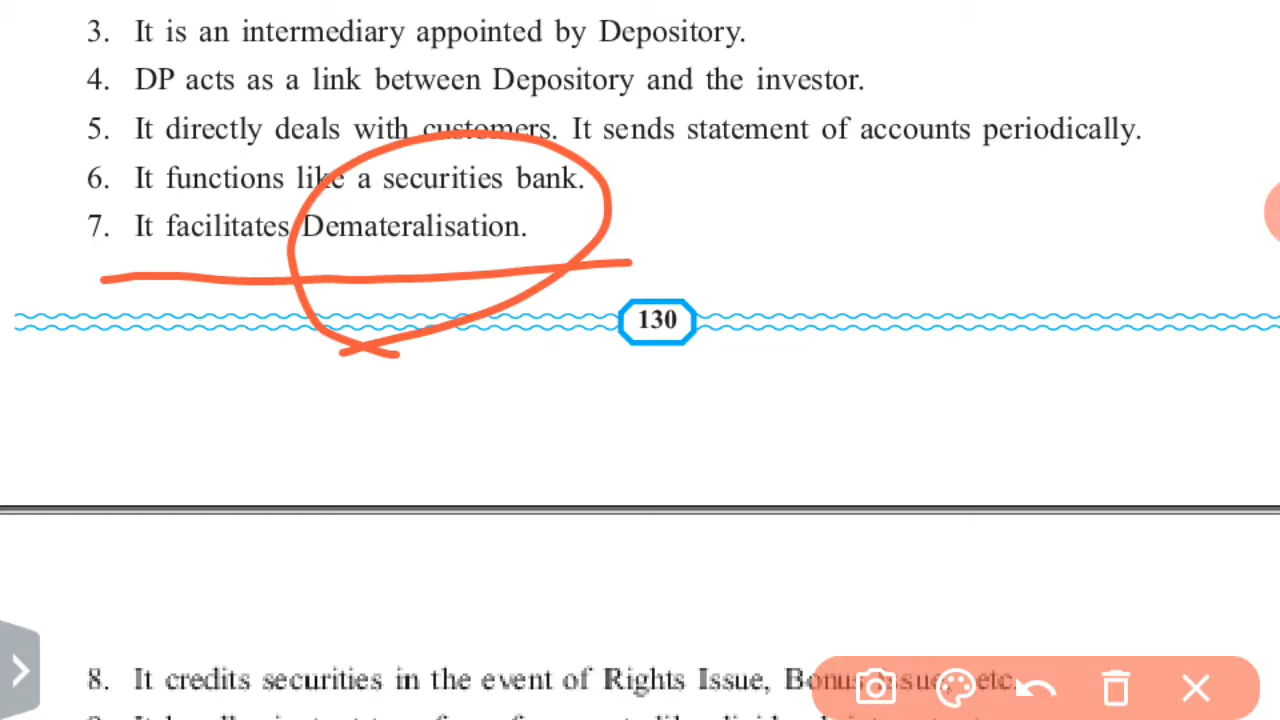 3. It is an intermediary appointed by Depository.
4. DP acts as a link between Depository and the investor.
5. It directly deals with customers. It sends statement of accounts periodically.
6. It functions like a securities bank.
7. It facilitates Demateralisation.
130
8. It credits securities in the event of Rights Issue, Bonus Issue, etc.